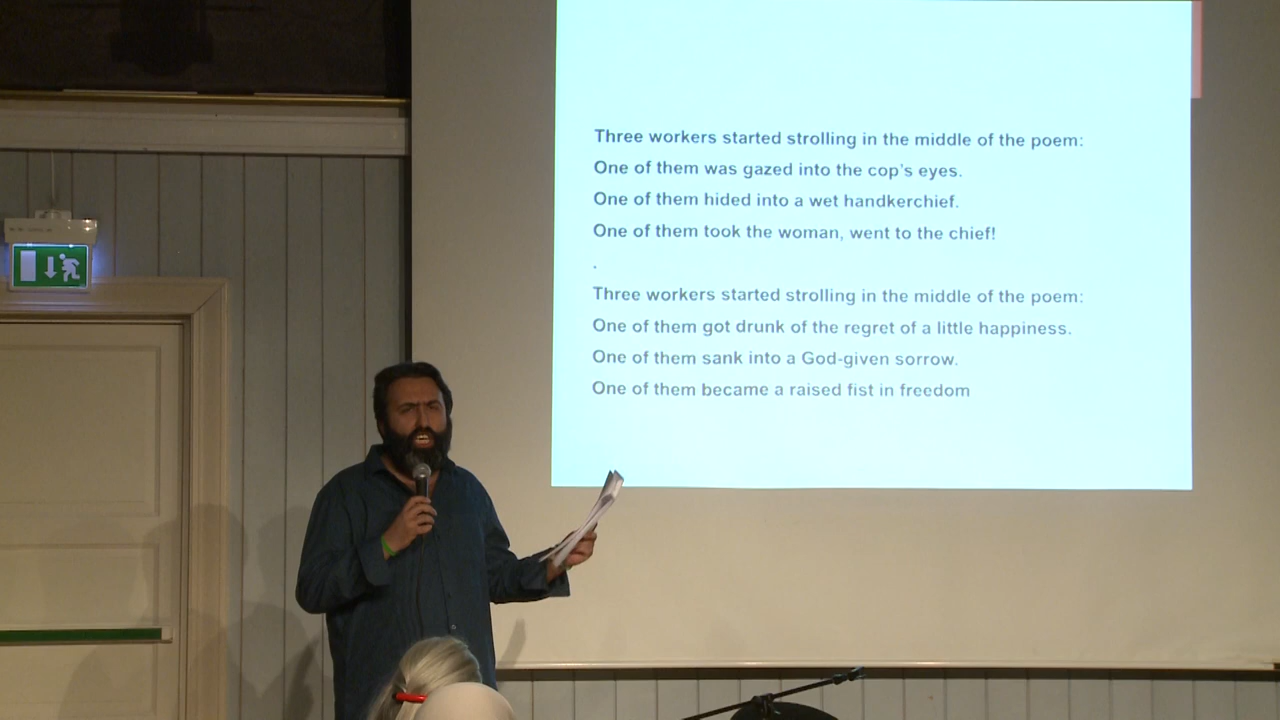 Three workers started strolling in the middle of the poem:
One of them was gazed into the cop's eyes.
One of them hided into a wet handkerchief.
One of them took the woman, went to the chief!
.
Three workers started strolling in the middle of the poem:
One of them got drunk of the regret of a little happiness.
One of them sank into a God-given sorrow.
One of them became a raised fist in freedom